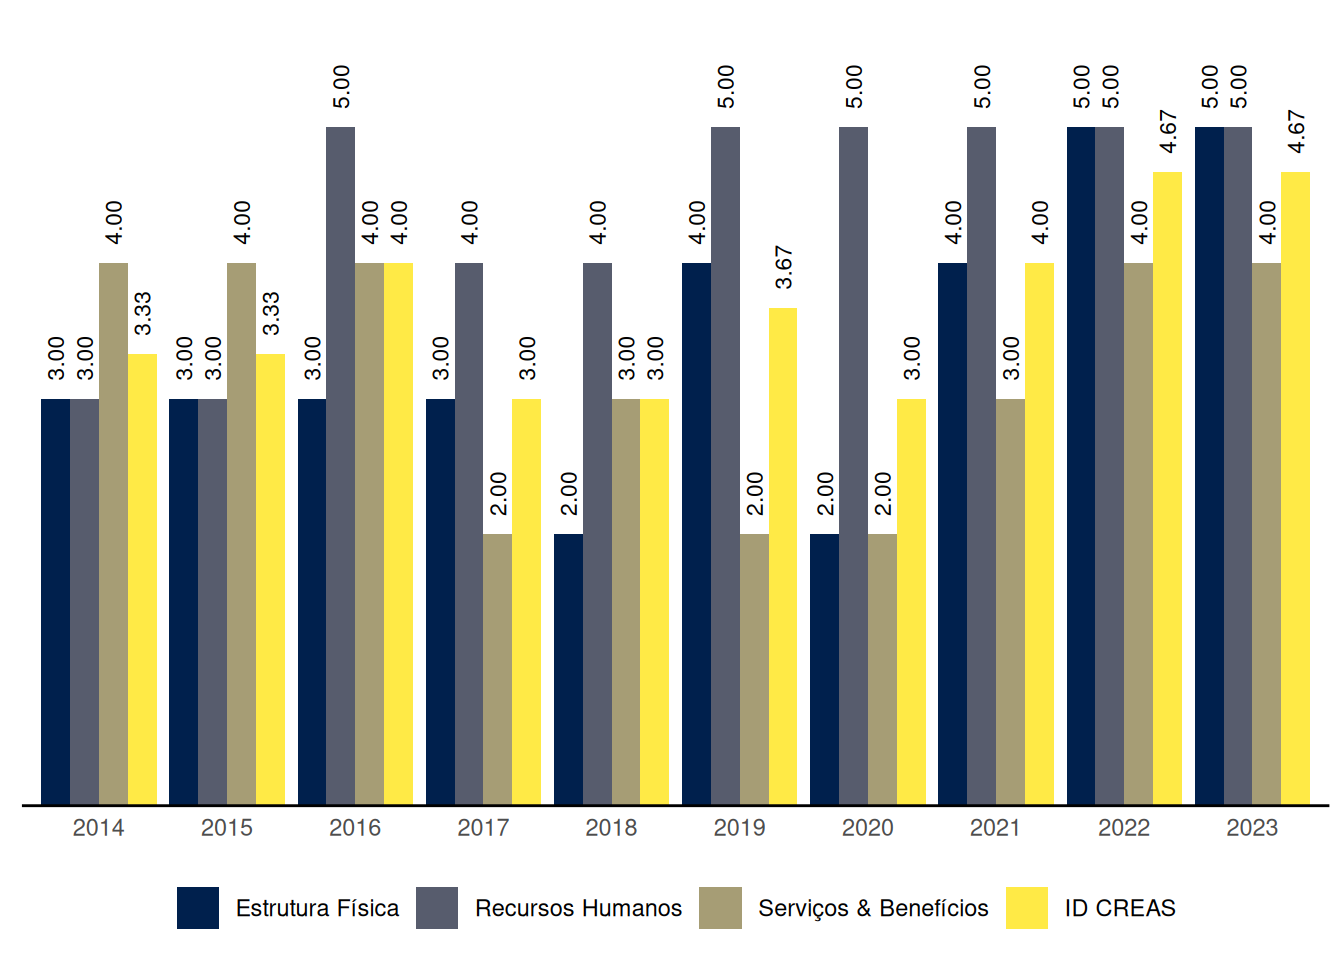 3.00 3.00 4.00 3.33
3.00 3.00 4.00 3.33
3.00 5.00 4.00 4.00
3.00 4.00 2.00 3.00
2.00 4.00 3.00 3.00
4.00 5.00 2.00 3.67
2.00 5.00 2.00 3.00
4.00 5.00 3.00 4.00
5.00 5.00 4.00 4.67
5.00 5.00 4.00 4.67
2014 2015 2016 2017 2018 2019 2020 2021 2022 2023
Estrutura Física Recursos Humanos Serviços & Benefícios ID CREAS